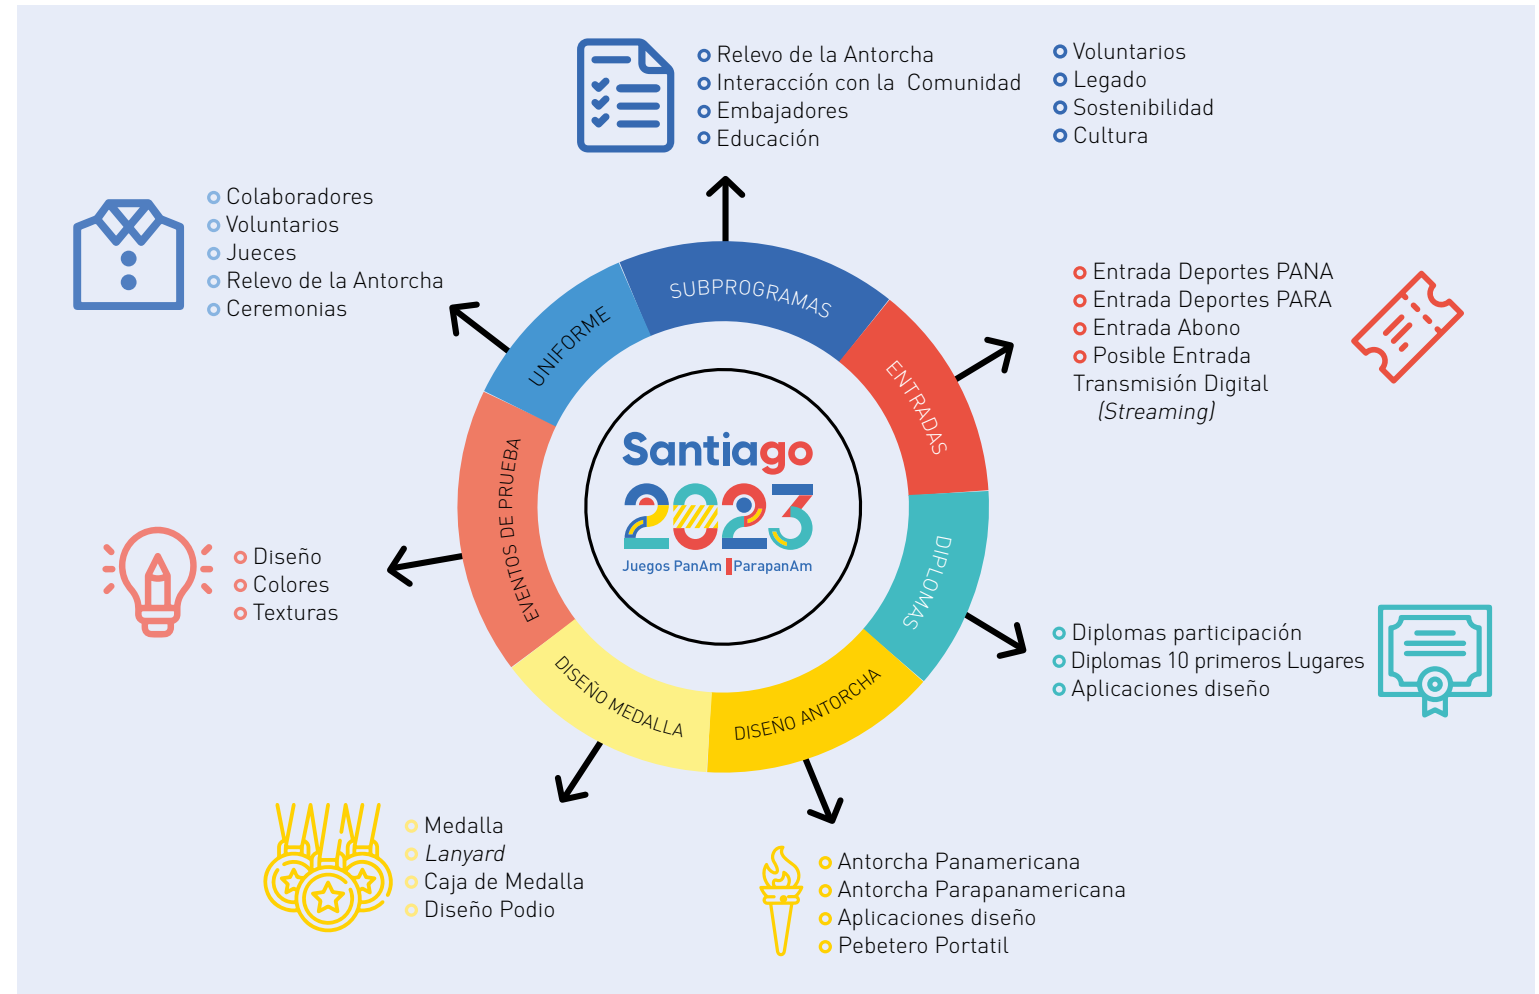 Relevo de la Antorcha
Interacción con la Comunidad
Embajadores
Educación
Voluntarios
Legado
Sostenibilidad
Cultura
Colaboradores
Voluntarios
Jueces
Relevo de la Antorcha
Ceremonias
Entrada Deportes PANA
Entrada Deportes PARA
Entrada Abono
Posible Entrada
Transmisión Digital
(Streaming)
SUBPROGRAMAS
UNIFORME
ENTRADAS
EVENTOS DE PRUEBA
DIPLOMAS
DISEÑO MEDALLA
DISEÑO ANTORCHA
Santiago
2023
Juegos PanAm ParapanAm
Diseño
Colores
Texturas
Diplomas participación
Diplomas 10 primeros Lugares
Aplicaciones diseño
Medalla
Lanyard
Caja de Medalla
Diseño Podio
Antorcha Panamericana
Antorcha Parapanamericana
Aplicaciones diseño
Pebetero Portatil